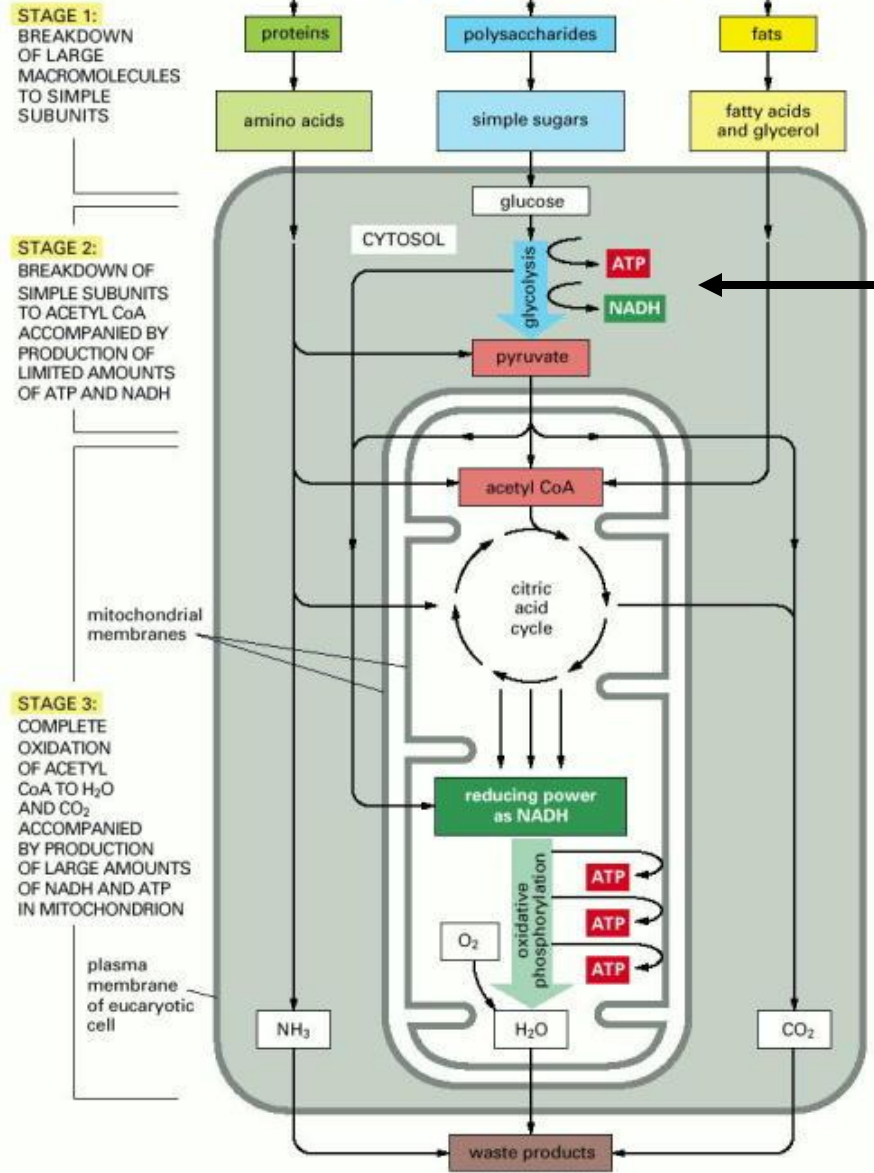 STAGE 1:
BREAKDOWN
OF LARGE
MACROMOLECULES
TO SIMPLE
SUBUNITS
proteins
polysaccharides
fats
amino acids
simple sugars
fatty acids
and glycerol
glucose
CYTOSOL
STAGE 2:
BREAKDOWN OF
SIMPLE SUBUNITS
TO ACETYL CoA
ACCOMPANIED BY
PRODUCTION OF
LIMITED AMOUNTS
OF ATP AND NADH
glycolysis
ATP
NADH
pyruvate
acetyl CoA
citric
acid
cycle
mitochondrial
membranes
STAGE 3:
COMPLETE
OXIDATION
OF ACETYL
CoA TO H₂O
AND CO₂
ACCOMPANIED
BY PRODUCTION
OF LARGE AMOUNTS
OF NADH AND ATP
IN MITOCHONDRION
reducing power
as NADH
oxidative
phosphorylation
ATP
ATP
ATP
O₂
plasma
membrane
of eucaryotic
cell
NH₃
H₂O
CO₂
waste products